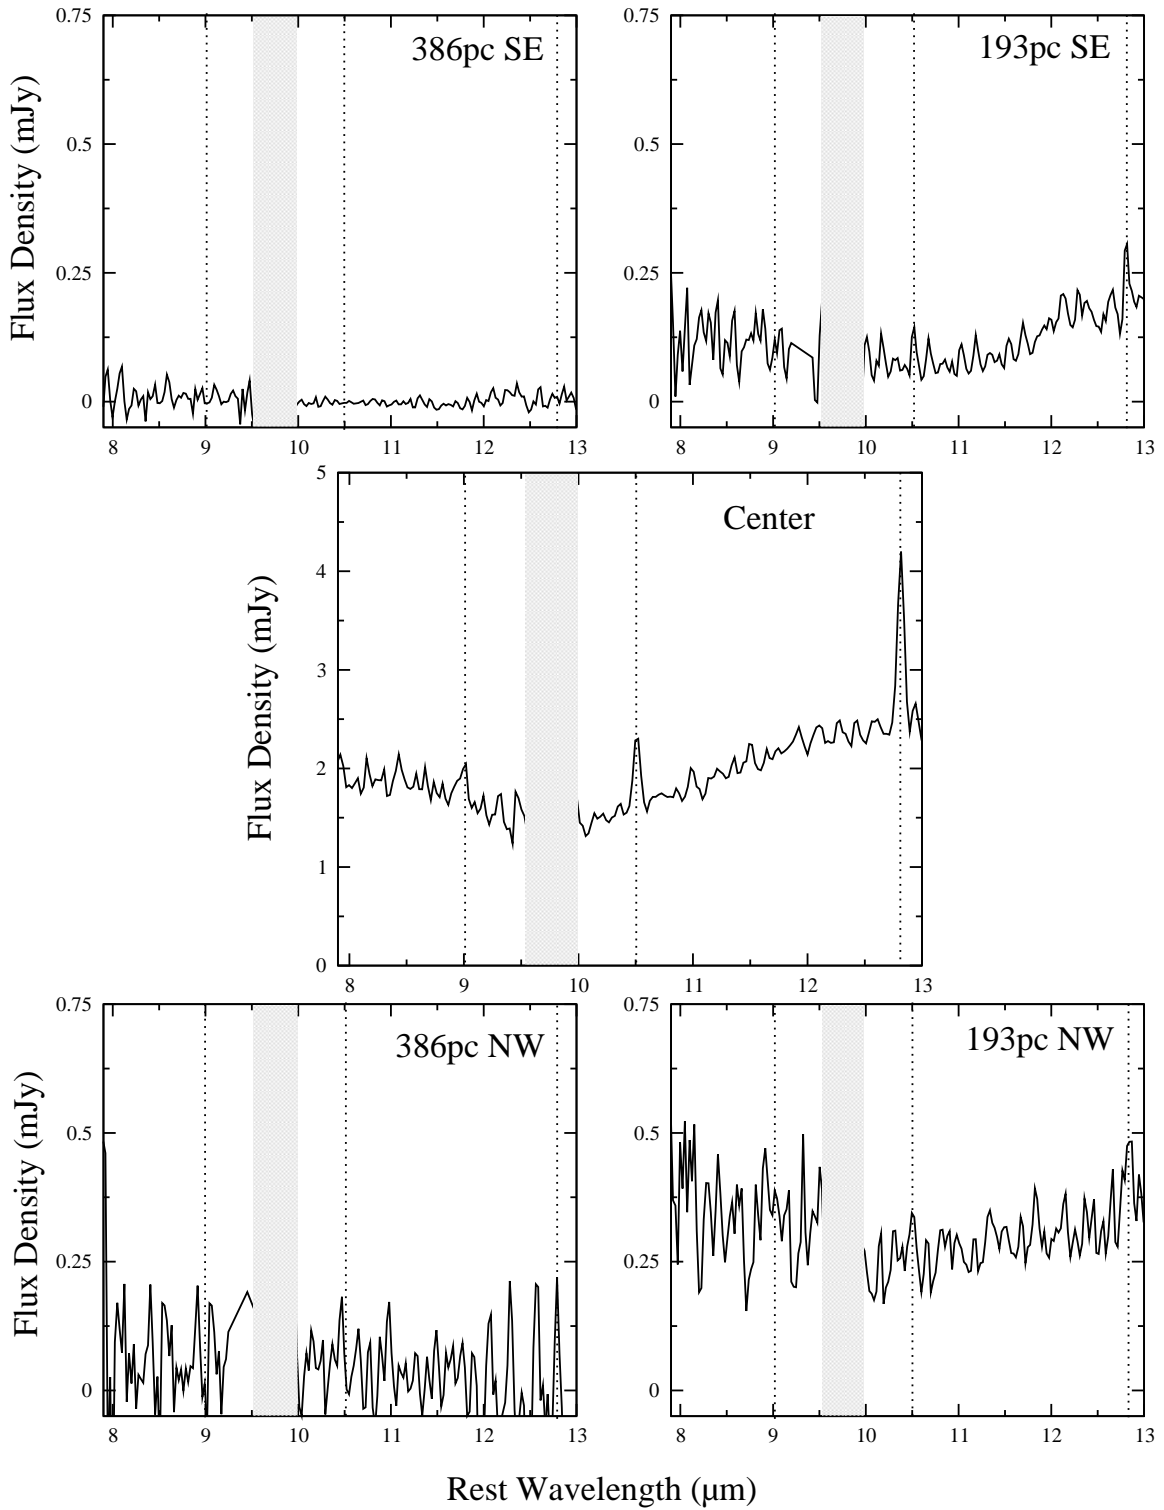 0.75
0.5
0.25
0
Flux Density (mJy)
386pc SE
8 9 10 11 12 13
0.75
0.5
0.25
0
193pc SE
8 9 10 11 12 13
5
4
3
2
1
0
Flux Density (mJy)
Center
8 9 10 11 12 13
0.75
0.5
0.25
0
Flux Density (mJy)
386pc NW
8 9 10 11 12 13
0.75
0.5
0.25
0
193pc NW
8 9 10 11 12 13
Rest Wavelength (μm)